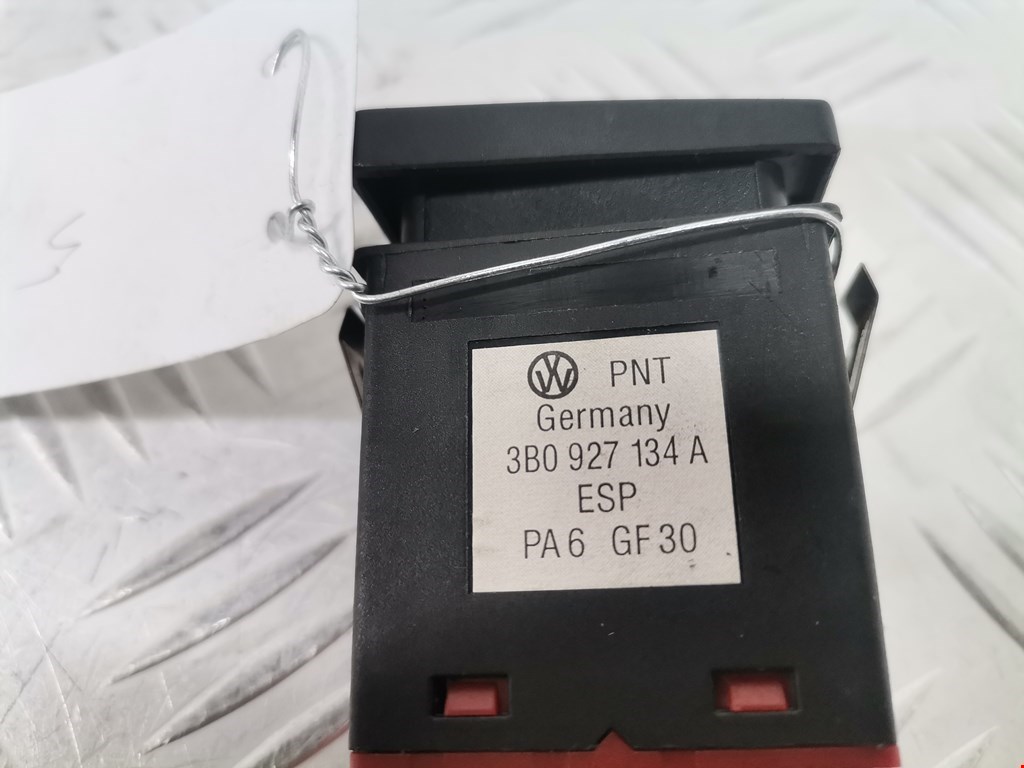 PNT
Germany
3B0 927 134 A
ESP
PA6 GF30